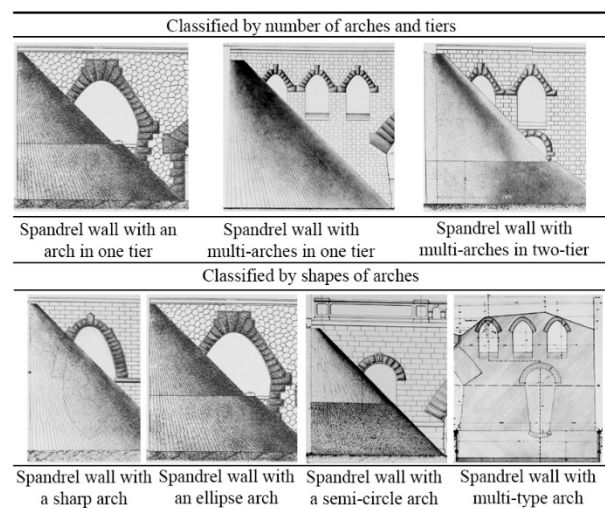 Classified by number of arches and tiers
Spandrel wall with an
arch in one tier
Spandrel wall with
multi-arches in one tier
Spandrel wall with
multi-arches in two-tier
Classified by shapes of arches
Spandrel wall with
a sharp arch
Spandrel wall with
an ellipse arch
Spandrel wall with
a semi-circle arch
Spandrel wall with
multi-type arch